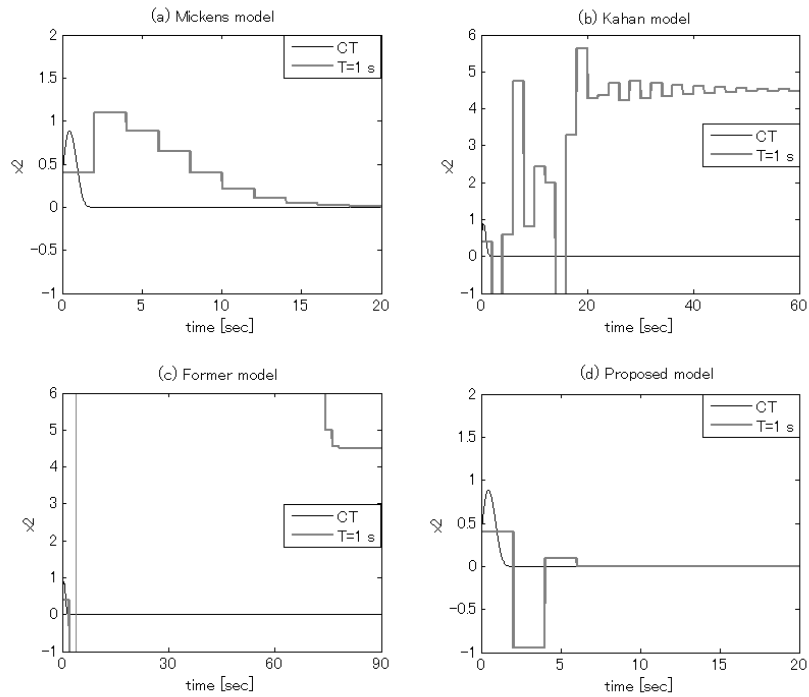 (a) Mickens model
2
1.5
1
0.5
0
-0.5
-1
x2
CT
T=1 s
0 5 10 15 20
time [sec]
(b) Kahan model
6
5
4
3
2
1
0
-1
x2
CT
T=1 s
0 20 40 60
time [sec]
(c) Former model
6
5
4
3
2
1
0
-1
x2
CT
T=1 s
0 30 60 90
time [sec]
(d) Proposed model
2
1.5
1
0.5
0
-0.5
-1
x2
CT
T=1 s
0 5 10 15 20
time [sec]